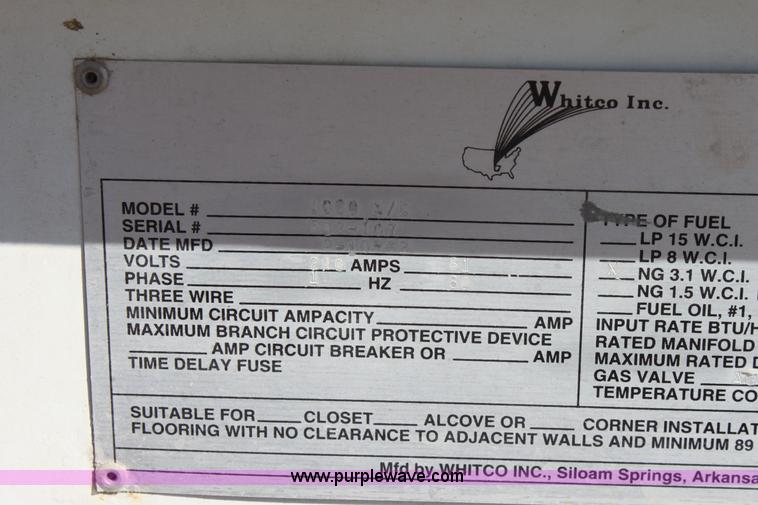 Whitco Inc.
MODEL #
SERIAL #
DATE MFD
VOLTS AMPS
PHASE 1 HZ
THREE WIRE
MINIMUM CIRCUIT AMPACITY AMP
MAXIMUM BRANCH CIRCUIT PROTECTIVE DEVICE
AMP CIRCUIT BREAKER OR AMP
TIME DELAY FUSE
TYPE OF FUEL
LP 15 W.C.I.
LP 8 W.C.I.
X NG 3.1 W.C.I.
NG 1.5 W.C.I.
FUEL OIL, #1,
INPUT RATE BTU/H
RATED MANIFOLD
MAXIMUM RATED D
GAS VALVE
TEMPERATURE CO
SUITABLE FOR CLOSET ALCOVE OR CORNER INSTALLAT
FLOORING WITH NO CLEARANCE TO ADJACENT WALLS AND MINIMUM 89
Mfd by WHITCO INC., Siloam Springs, Arkansa
www.purplewave.com